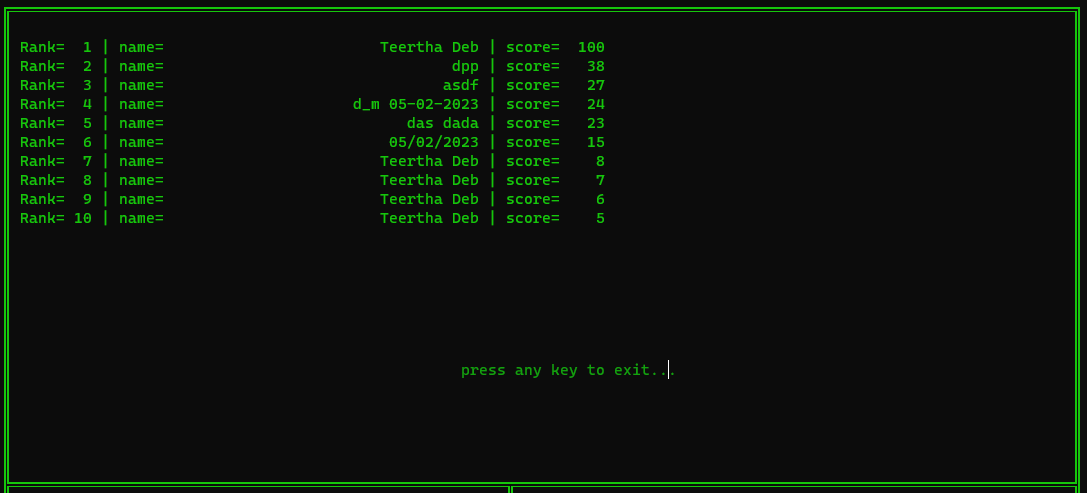 Rank=  1 | name=                        Teertha Deb | score=  100
Rank=  2 | name=                                dpp | score=   38
Rank=  3 | name=                               asdf | score=   27
Rank=  4 | name=                     d_m 05-02-2023 | score=   24
Rank=  5 | name=                           das dada | score=   23
Rank=  6 | name=                         05/02/2023 | score=   15
Rank=  7 | name=                        Teertha Deb | score=    8
Rank=  8 | name=                        Teertha Deb | score=    7
Rank=  9 | name=                        Teertha Deb | score=    6
Rank= 10 | name=                        Teertha Deb | score=    5
press any key to exit...